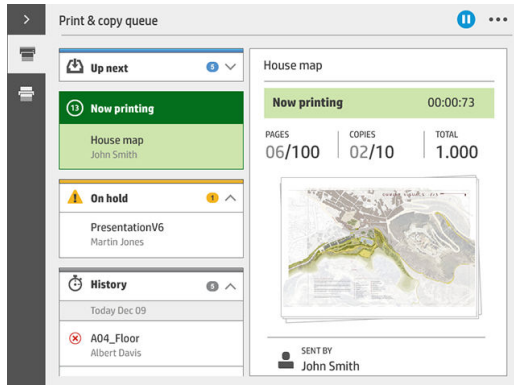 Print & copy queue
Up next
5
13
Now printing
House map
John Smith
On hold
1
PresentationV6
Martin Jones
History
5
Today Dec 09
A04_Floor
Albert Davis
House map
Now printing
00:00:73
PAGES
COPIES
TOTAL
06/100
02/10
1.000
SENT BY
John Smith